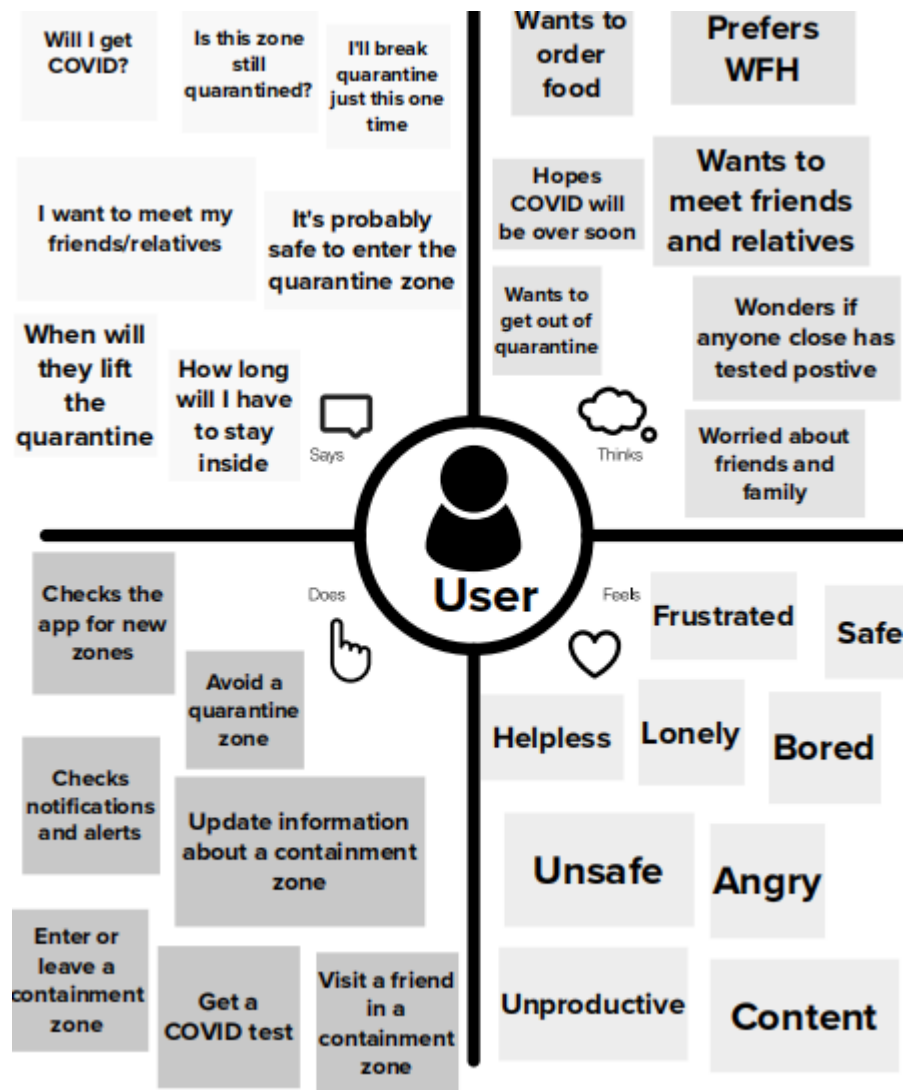 Will I get
COVID?
Is this zone
still
quarantined?
I'll break
quarantine
just this one
time
I want to meet my
friends/relatives
It's probably
safe to enter the
quarantine zone
When will
they lift
the
quarantine
How long
will I have
to stay
inside
Says
Wants to
order
food
Prefers
WFH
Hopes
COVID will
be over soon
Wants to
meet friends
and relatives
Wants to
get out of
quarantine
Wonders if
anyone close has
tested postive
Thinks
Worried about
friends and
family
User
Checks the
app for new
zones
Does
Avoid a
quarantine
zone
Checks
notifications
and alerts
Update information
about a containment
zone
Enter or
leave a
containment
zone
Get a
COVID test
Visit a friend
in a
containment
zone
Feels
Frustrated
Safe
Helpless
Lonely
Bored
Unsafe
Angry
Unproductive
Content